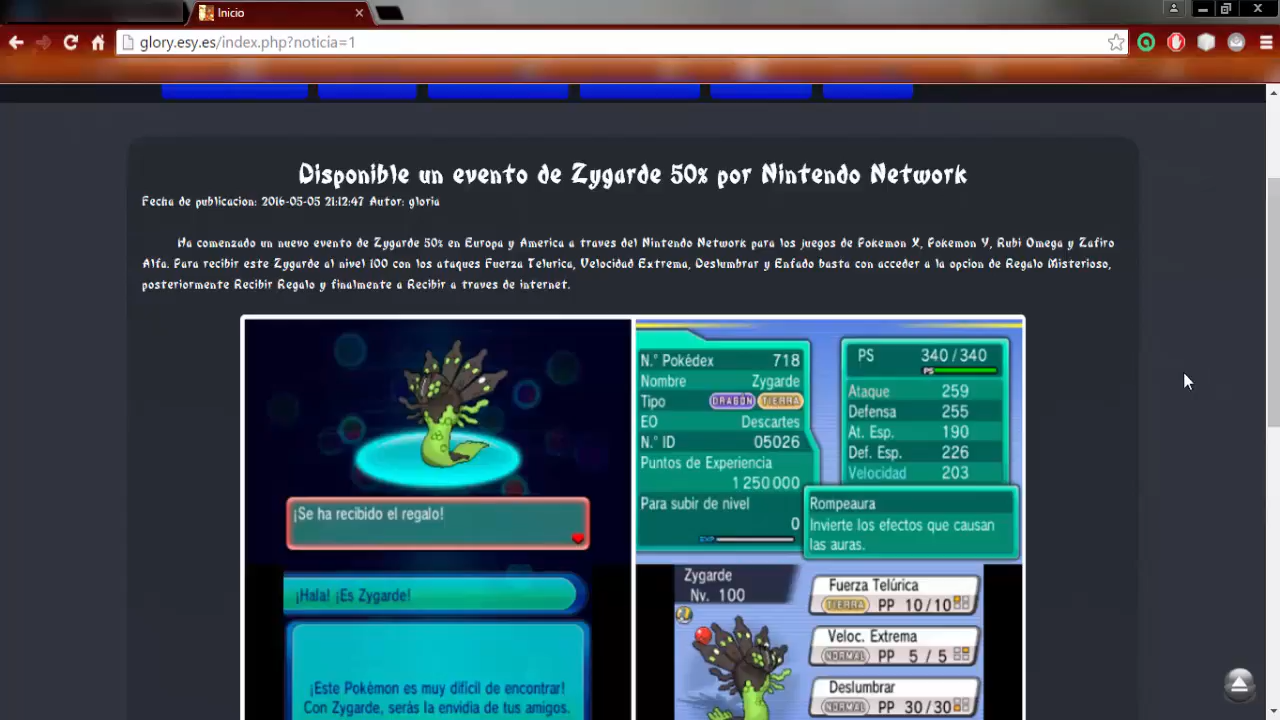 Inicio
glory.esy.es/index.php?noticia=1
Disponible un evento de Zygarde 50% por Nintendo Network
Fecha de publicacion: 2016-05-05 21:12:47 Autor: gloria
Ha comenzado un nuevo evento de Zygarde 50% en Europa y America a traves del Nintendo Network para los juegos de Pokemon X, Pokemon Y, Rubi Omega y Zafiro
Alfa. Para recibir este Zygarde al nivel 100 con los ataques Fuerza Telurica, Velocidad Extrema, Deslumbrar y Enfado basta con acceder a la opcion de Regalo Misterioso,
posteriormente Recibir Regalo y finalmente a Recibir a traves de internet.
¡Se ha recibido el regalo!
¡Hala! ¡Es Zygarde!
¡Este Pokémon es muy difícil de encontrar!
Con Zygarde, serás la envidia de tus amigos.
N.º Pokédex 718
Nombre Zygarde
Tipo DRAGÓN TIERRA
EO Descartes
N.º ID 05026
Puntos de Experiencia
1 250 000
Para subir de nivel
0
EXP
PS 340/340
PS
Ataque 259
Defensa 255
At. Esp. 190
Def. Esp. 226
Velocidad 203
Rompeaura
Invierte los efectos que causan
las auras.
Zygarde
Nv. 100
Fuerza Telúrica
TIERRA PP 10/10
Veloc. Extrema
NORMAL PP 5/5
Deslumbrar
NORMAL PP 30/30